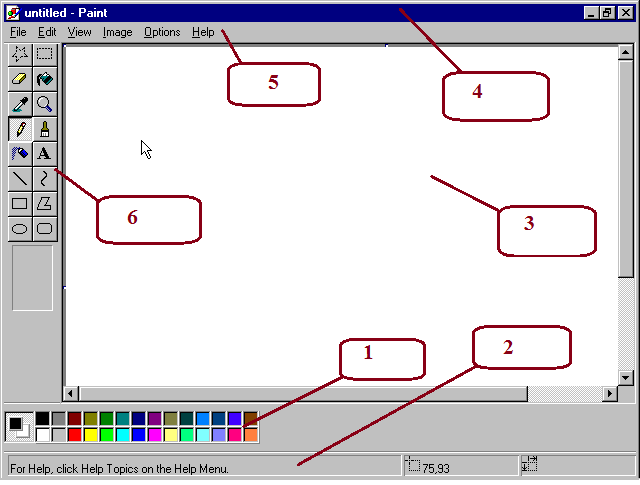 untitled - Paint
File Edit View Image Options Help
5
4
A
6
3
1
2
For Help, click Help Topics on the Help Menu.
75,93